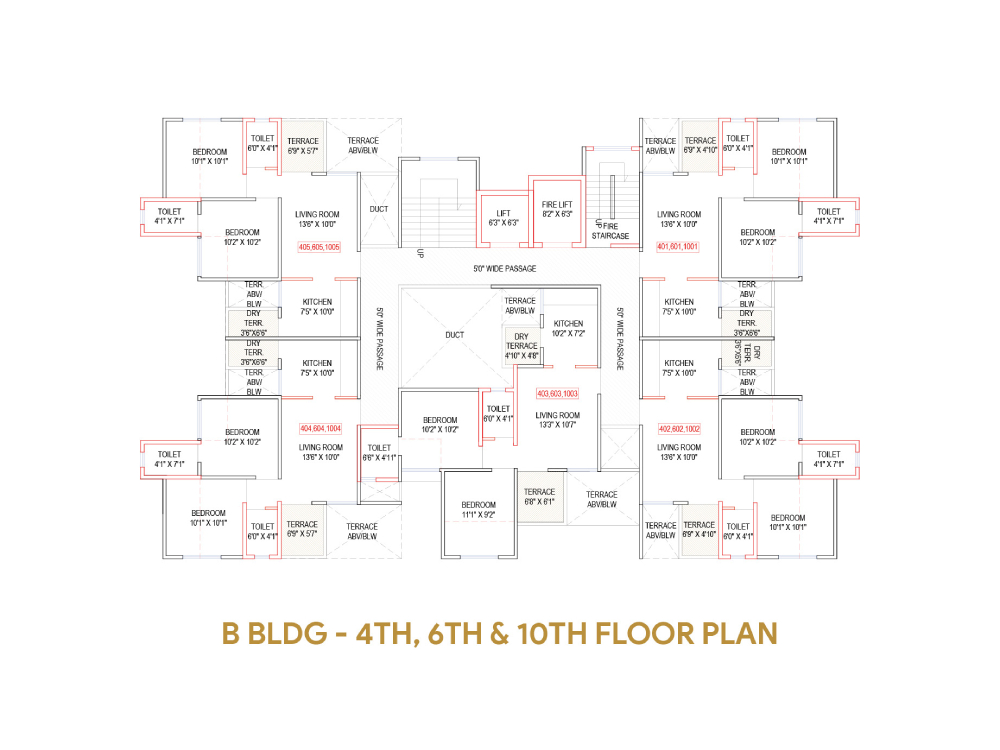 TOILET
6'0" X 4'1"
TERRACE
6'9" X 5'7"
TERRACE
ABV/BLW
BEDROOM
10'1" X 10'1"
TERRACE
ABV/BLW
TERRACE
6'9" X 4'10"
TOILET
6'0" X 4'1"
BEDROOM
10'1" X 10'1"
TOILET
4'1" X 7'1"
BEDROOM
10'2" X 10'2"
LIVING ROOM
13'6" X 10'0"
405,605,1005
DUCT
UP
LIFT
6'3" X 6'3"
FIRE LIFT
8'2" X 6'3"
UP
FIRE
STAIRCASE
LIVING ROOM
13'6" X 10'0"
401,601,1001
BEDROOM
10'2" X 10'2"
TOILET
4'1" X 7'1"
5'0" WIDE PASSAGE
TERR.
ABV/
BLW
DRY
TERR.
3'6"X6'6"
KITCHEN
7'5" X 10'0"
5'0" WIDE PASSAGE
DUCT
TERRACE
ABV/BLW
DRY
TERRACE
4'10" X 4'8"
KITCHEN
10'2" X 7'2"
5'0" WIDE PASSAGE
KITCHEN
7'5" X 10'0"
TERR.
ABV/
BLW
DRY
TERR.
3'6"X6'6"
DRY
TERR.
3'6"X6'6"
TERR.
ABV/
BLW
KITCHEN
7'5" X 10'0"
KITCHEN
7'5" X 10'0"
DRY
TERR.
3'6"X6'6"
TERR.
ABV/
BLW
403,603,1003
LIVING ROOM
13'3" X 10'7"
TOILET
6'0" X 4'1"
BEDROOM
10'2" X 10'2"
BEDROOM
10'2" X 10'2"
404,604,1004
LIVING ROOM
13'6" X 10'0"
TOILET
6'6" X 4'11"
402,602,1002
LIVING ROOM
13'6" X 10'0"
BEDROOM
10'2" X 10'2"
TOILET
4'1" X 7'1"
TOILET
4'1" X 7'1"
BEDROOM
10'1" X 10'1"
TOILET
6'0" X 4'1"
TERRACE
6'9" X 5'7"
TERRACE
ABV/BLW
BEDROOM
11'1" X 9'2"
TERRACE
6'8" X 6'1"
TERRACE
ABV/BLW
TERRACE
ABV/BLW
TERRACE
6'9" X 4'10"
TOILET
6'0" X 4'1"
BEDROOM
10'1" X 10'1"
B BLDG - 4TH, 6TH & 10TH FLOOR PLAN